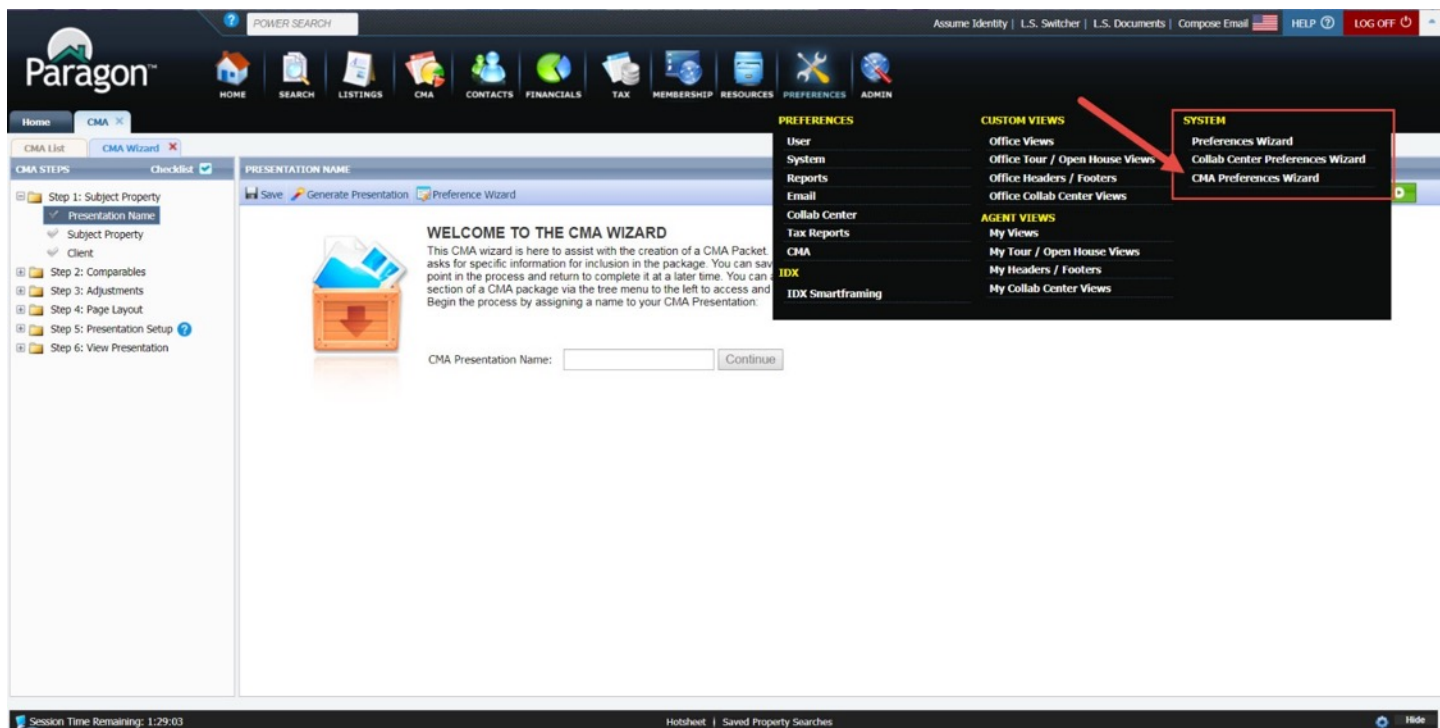 POWER SEARCH
Assume Identity | L.S. Switcher | L.S. Documents | Compose Email
HELP
LOG OFF
Paragon™
HOME
SEARCH
LISTINGS
CMA
CONTACTS
FINANCIALS
TAX
MEMBERSHIP
RESOURCES
PREFERENCES
ADMIN
Home
CMA
CMA List
CMA Wizard
CMA STEPS
Checklist
Step 1: Subject Property
Presentation Name
Subject Property
Client
Step 2: Comparables
Step 3: Adjustments
Step 4: Page Layout
Step 5: Presentation Setup
Step 6: View Presentation
PRESENTATION NAME
Save
Generate Presentation
Preference Wizard
WELCOME TO THE CMA WIZARD
This CMA wizard is here to assist with the creation of a CMA Packet.
asks for specific information for inclusion in the package. You can sav
point in the process and return to complete it at a later time. You can a
section of a CMA package via the tree menu to the left to access and
Begin the process by assigning a name to your CMA Presentation:
CMA Presentation Name:
Continue
PREFERENCES
User
System
Reports
Email
Collab Center
Tax Reports
CMA
IDX
IDX Smartframing
CUSTOM VIEWS
Office Views
Office Tour / Open House Views
Office Headers / Footers
Office Collab Center Views
AGENT VIEWS
My Views
My Tour / Open House Views
My Headers / Footers
My Collab Center Views
SYSTEM
Preferences Wizard
Collab Center Preferences Wizard
CMA Preferences Wizard
Session Time Remaining: 1:29:03
Hotsheet | Saved Property Searches
Hide